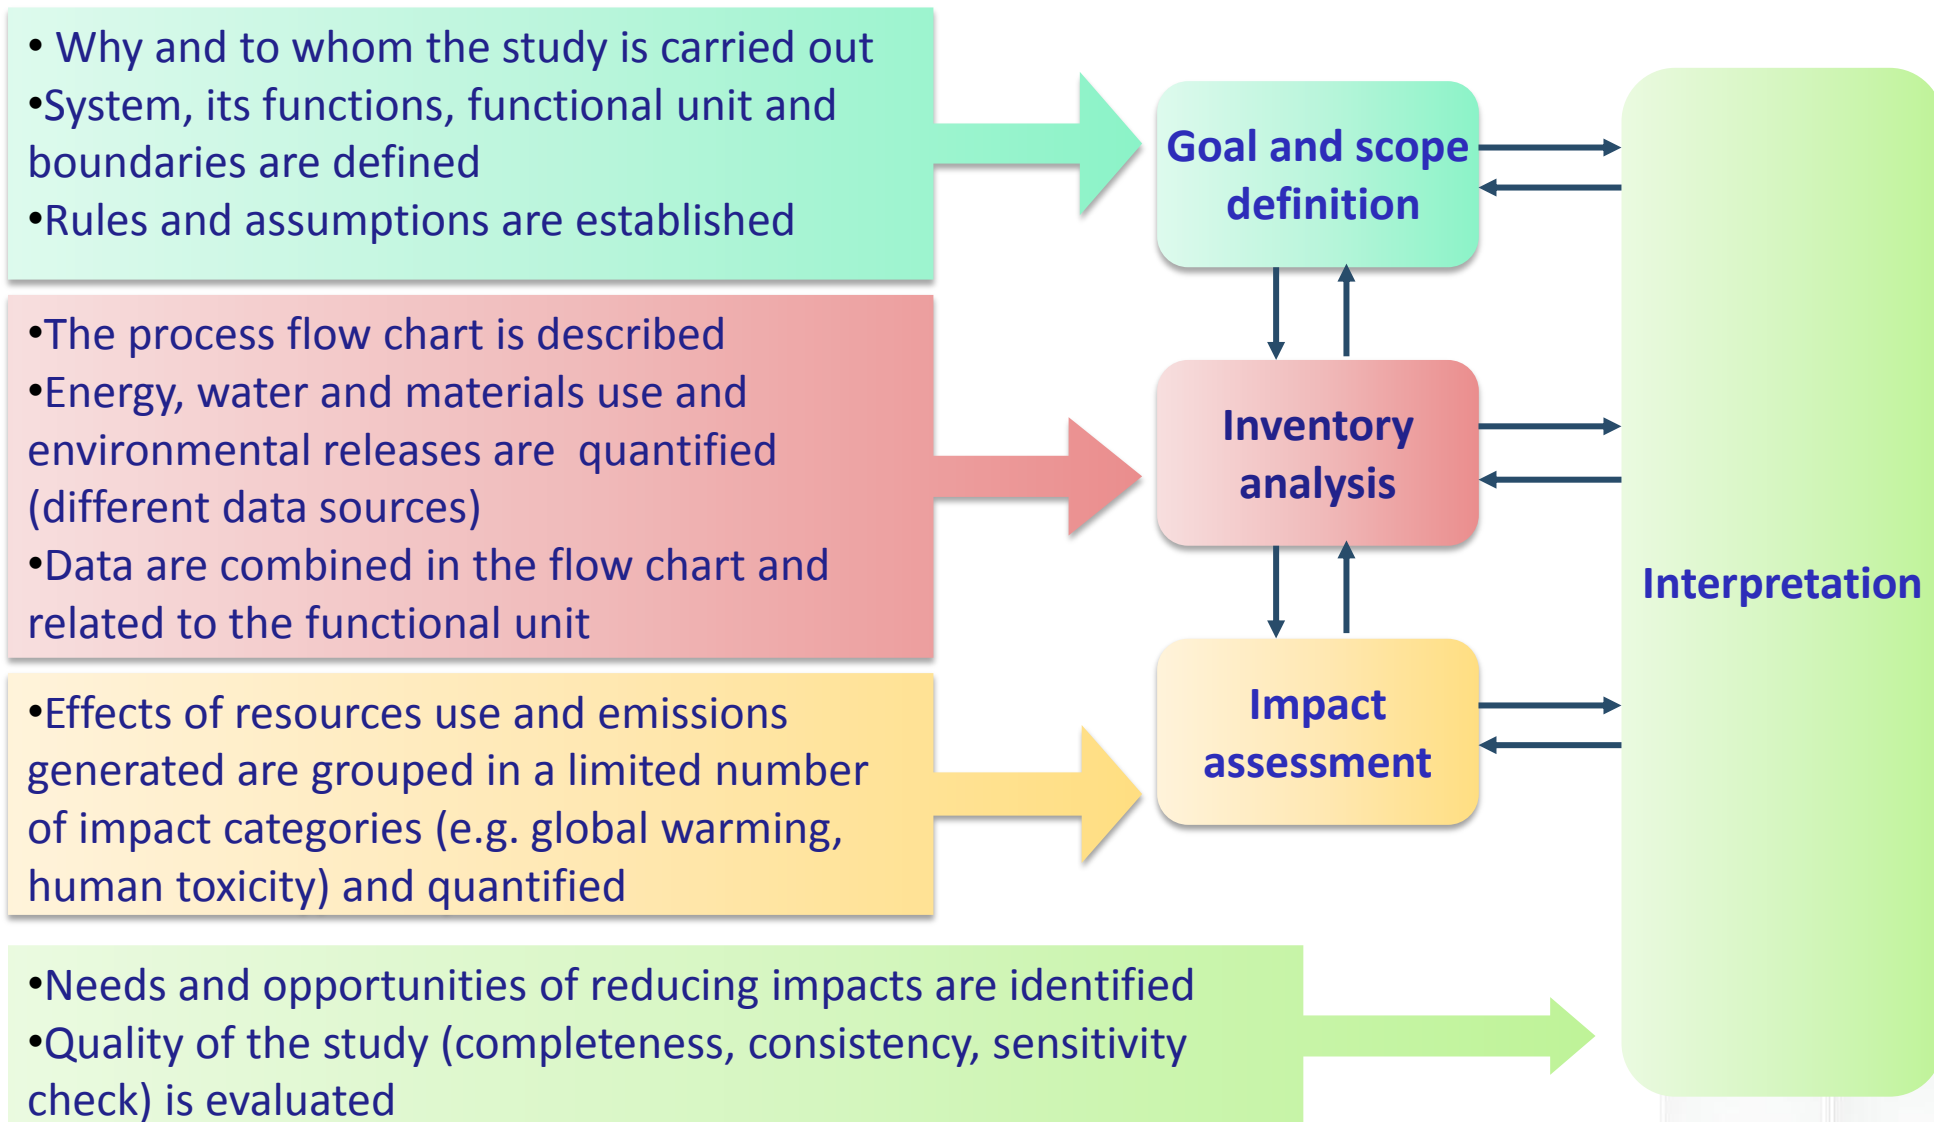 • Why and to whom the study is carried out
•System, its functions, functional unit and
boundaries are defined
•Rules and assumptions are established
Goal and scope
definition
•The process flow chart is described
•Energy, water and materials use and
environmental releases are quantified
(different data sources)
•Data are combined in the flow chart and
related to the functional unit
Inventory
analysis
•Effects of resources use and emissions
generated are grouped in a limited number
of impact categories (e.g. global warming,
human toxicity) and quantified
Impact
assessment
•Needs and opportunities of reducing impacts are identified
•Quality of the study (completeness, consistency, sensitivity
check) is evaluated
Interpretation